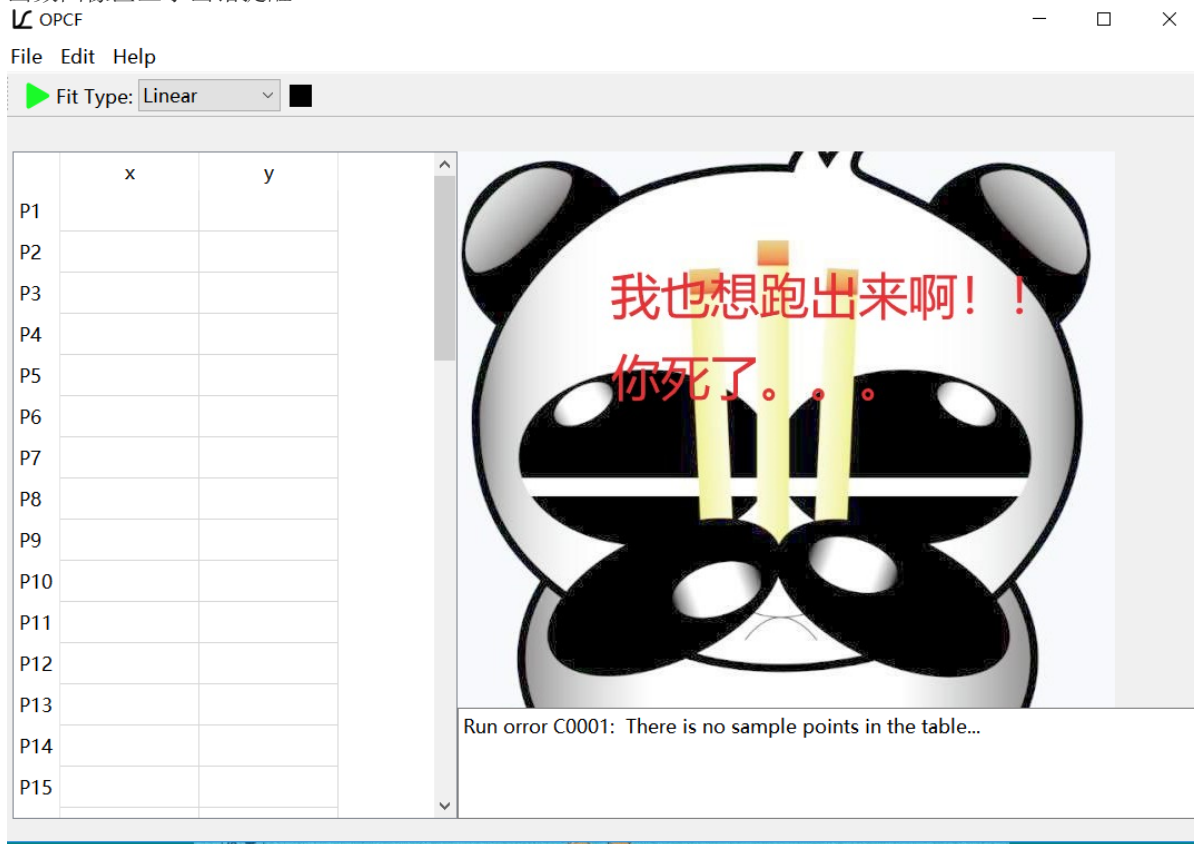 OPCF
File Edit Help
Fit Type: Linear
x y
P1
P2
P3
P4
P5
P6
P7
P8
P9
P10
P11
P12
P13
P14
P15
我也想跑出来啊！！
你死了。。。
Run orror C0001: There is no sample points in the table...